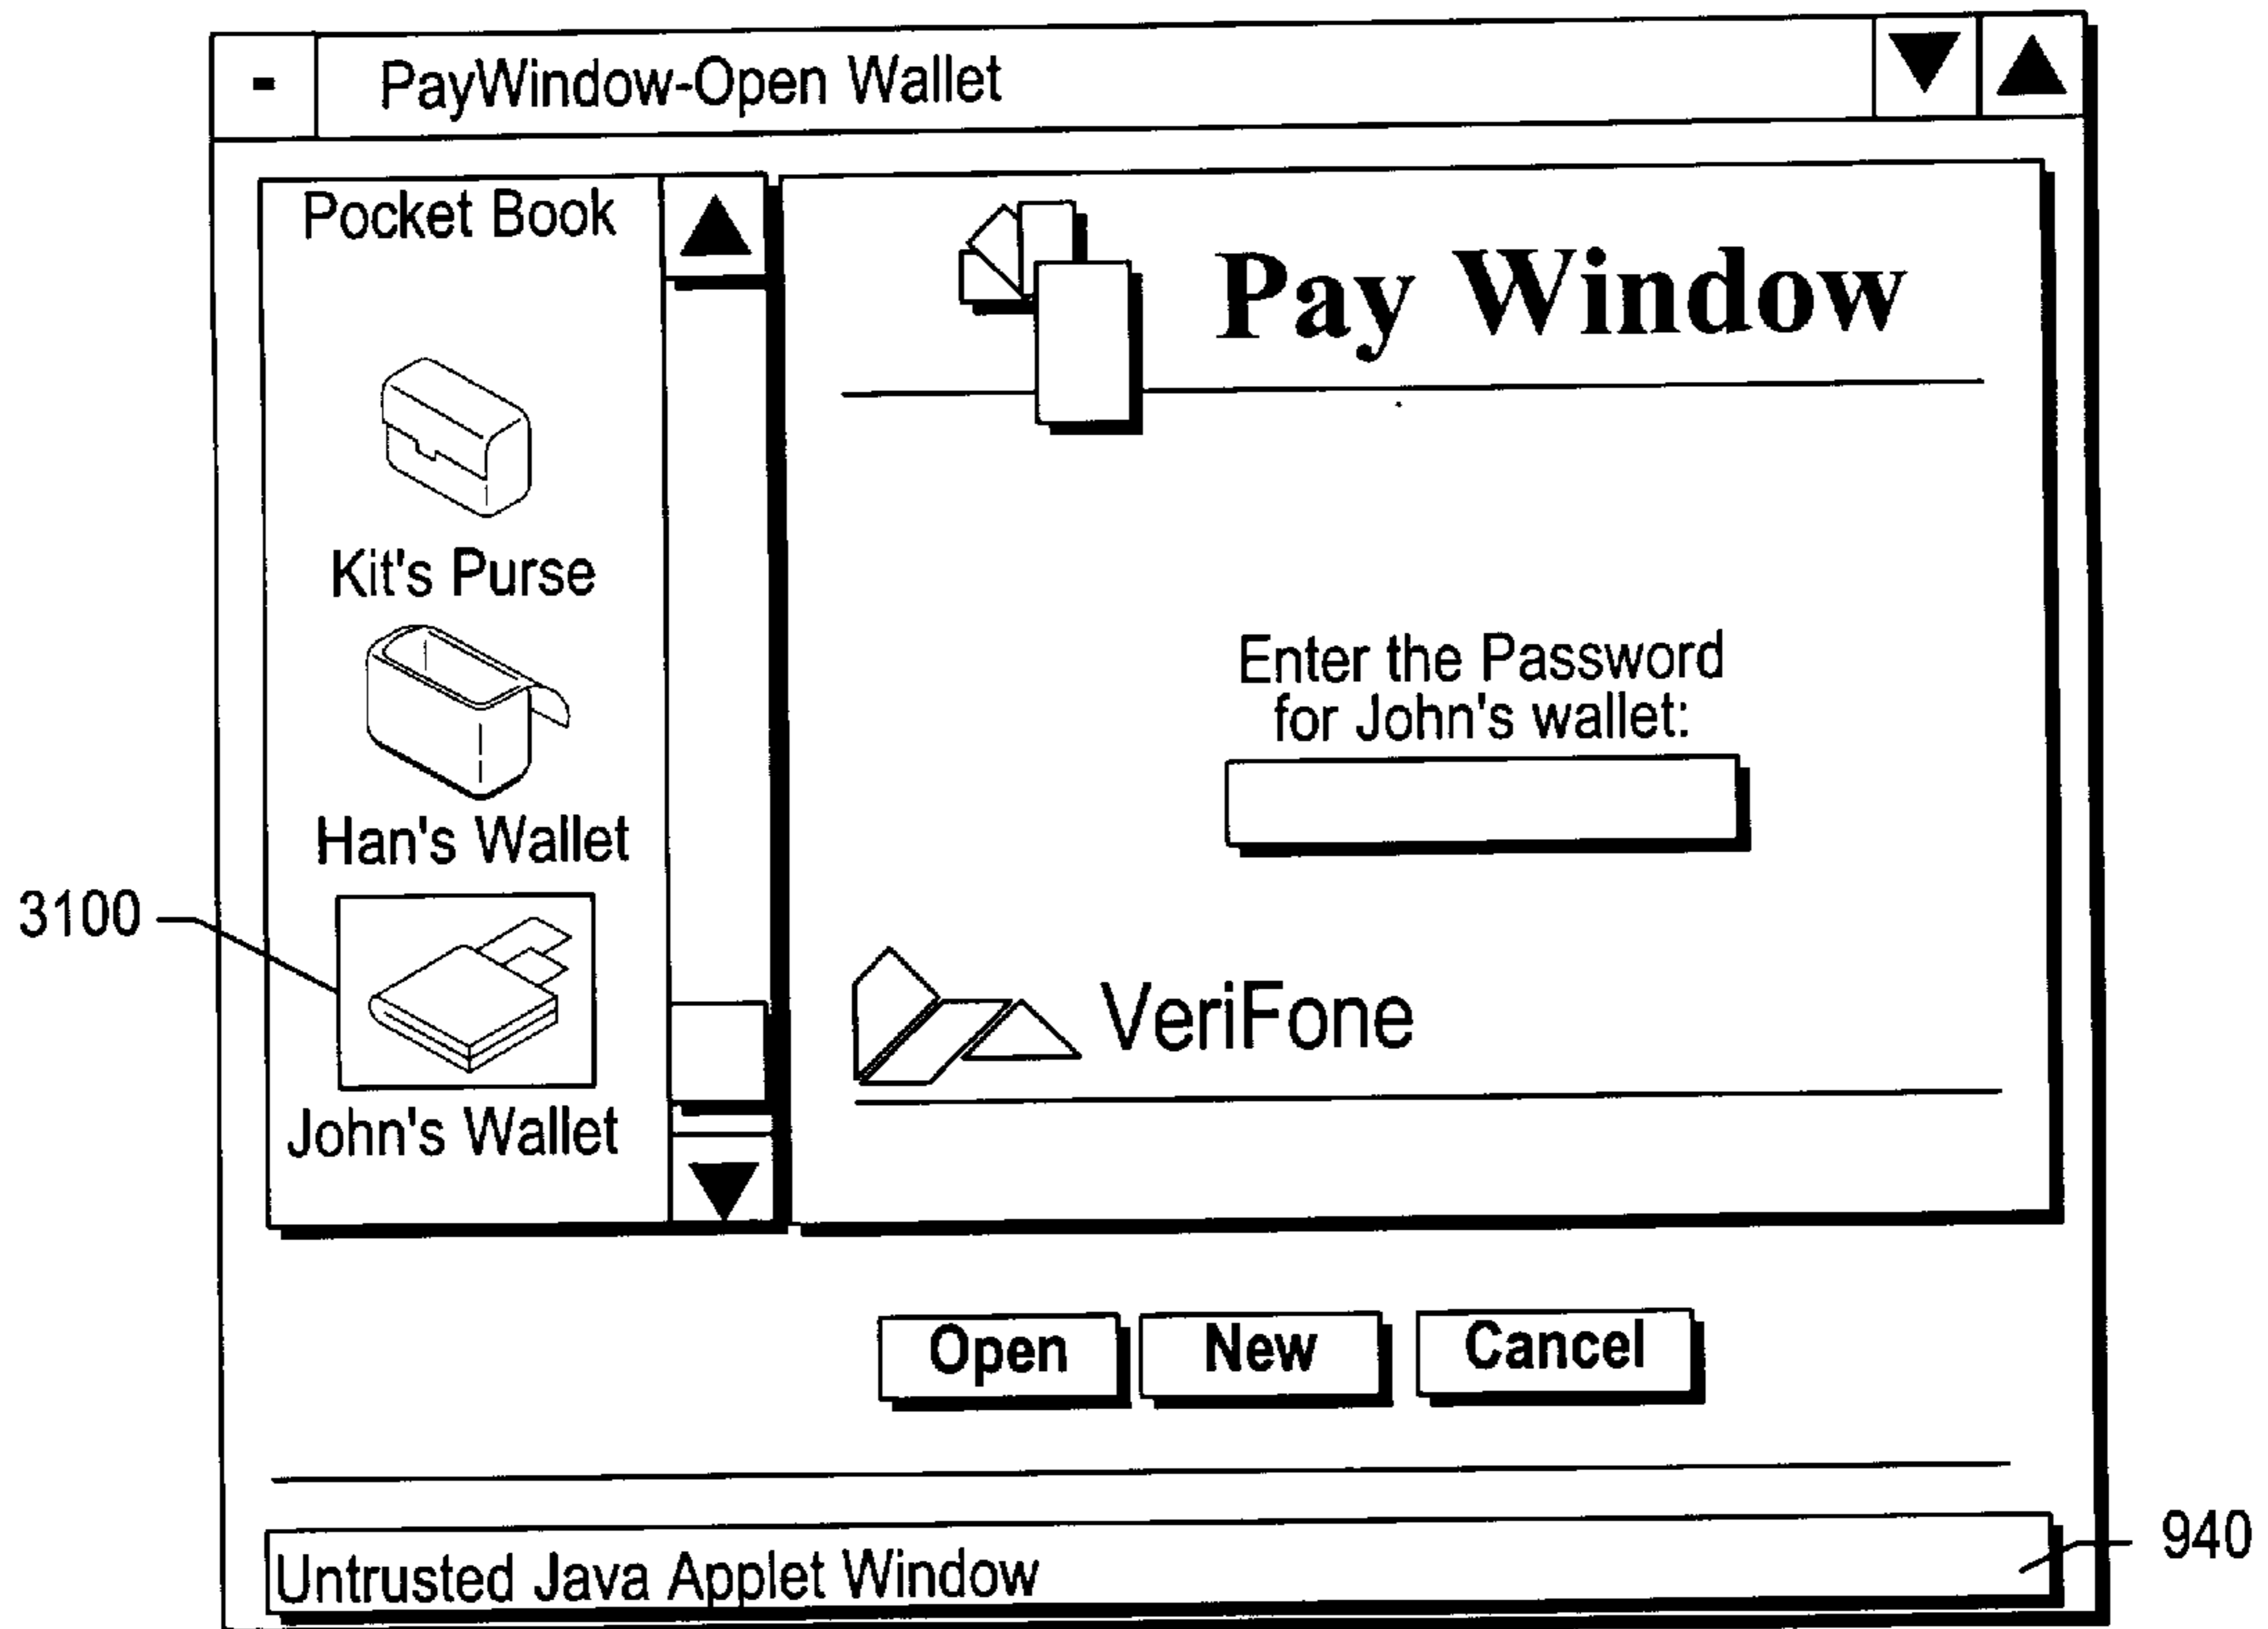 PayWindow-Open Wallet
Pocket Book
Kit's Purse
Han's Wallet
3100
John's Wallet
Pay Window
Enter the Password
for John's wallet:
VeriFone
Open
New
Cancel
Untrusted Java Applet Window
940